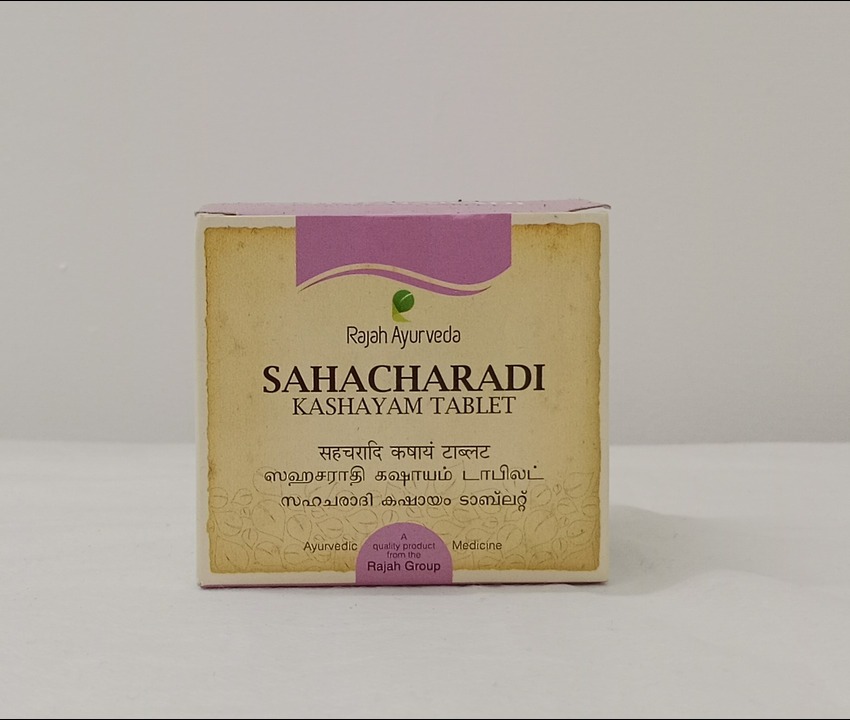 Rajah Ayurveda
SAHACHARADI
KASHAYAM TABLET
सहचरादि कषायं टाब्लट
ஸஹசராதி கஷாயம் டாபிலட்
സഹചരാദി കഷായം ടാബ്ലറ്റ്
Ayurvedic Medicine
A
quality product
from the
Rajah Group